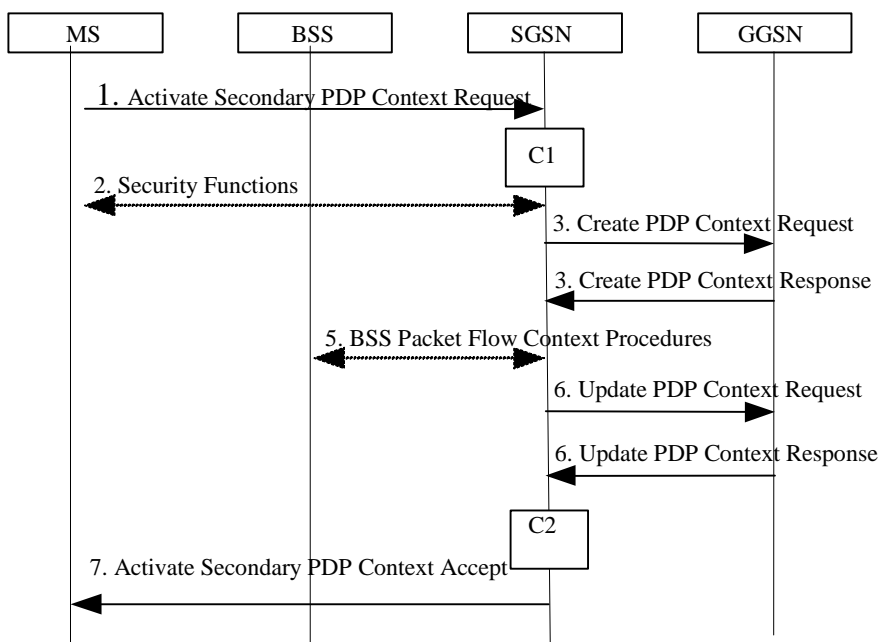 MS BSS SGSN GGSN
1. Activate Secondary PDP Context Request
C1
2. Security Functions
3. Create PDP Context Request
3. Create PDP Context Response
5. BSS Packet Flow Context Procedures
6. Update PDP Context Request
6. Update PDP Context Response
C2
7. Activate Secondary PDP Context Accept